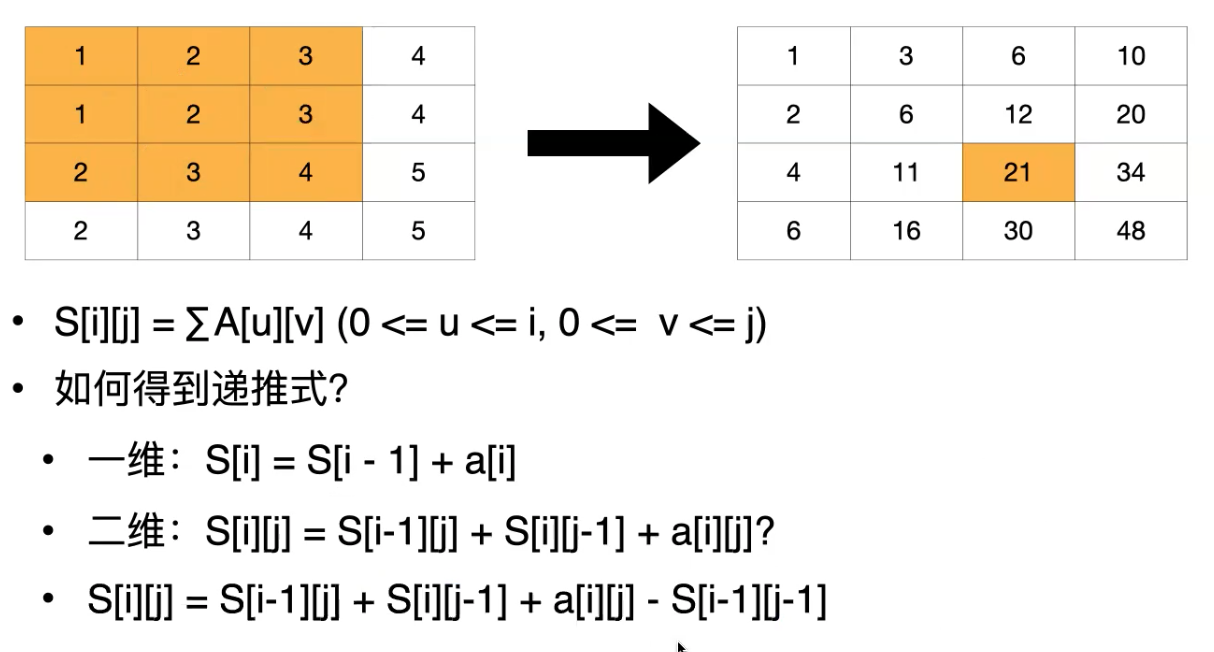 1 2 3 4 1 3 6 10
1 2 3 4 2 6 12 20
2 3 4 5 4 11 21 34
2 3 4 5 6 16 30 48
• S[i][j] = ∑A[u][v] (0 <= u <= i, 0 <= v <= j)
• 如何得到递推式?
• 一维：S[i] = S[i - 1] + a[i]
• 二维：S[i][j] = S[i-1][j] + S[i][j-1] + a[i][j]?
• S[i][j] = S[i-1][j] + S[i][j-1] + a[i][j] - S[i-1][j-1]